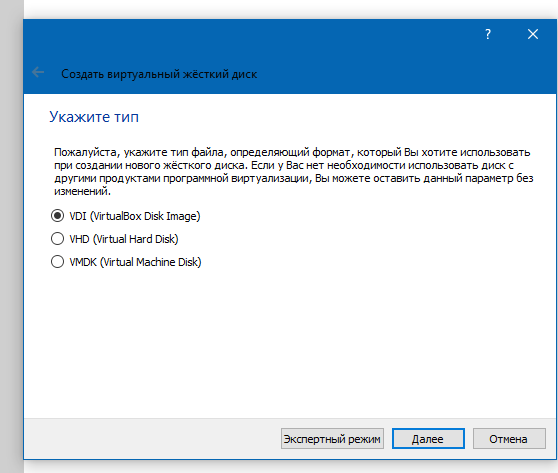 ?
Создать виртуальный жёсткий диск
Укажите тип
Пожалуйста, укажите тип файла, определяющий формат, который Вы хотите использовать
при создании нового жёсткого диска. Если у Вас нет необходимости использовать диск с
другими продуктами программной виртуализации, Вы можете оставить данный параметр без
изменений.
VDI (VirtualBox Disk Image)
VHD (Virtual Hard Disk)
VMDK (Virtual Machine Disk)
Экспертный режим Далее Отмена